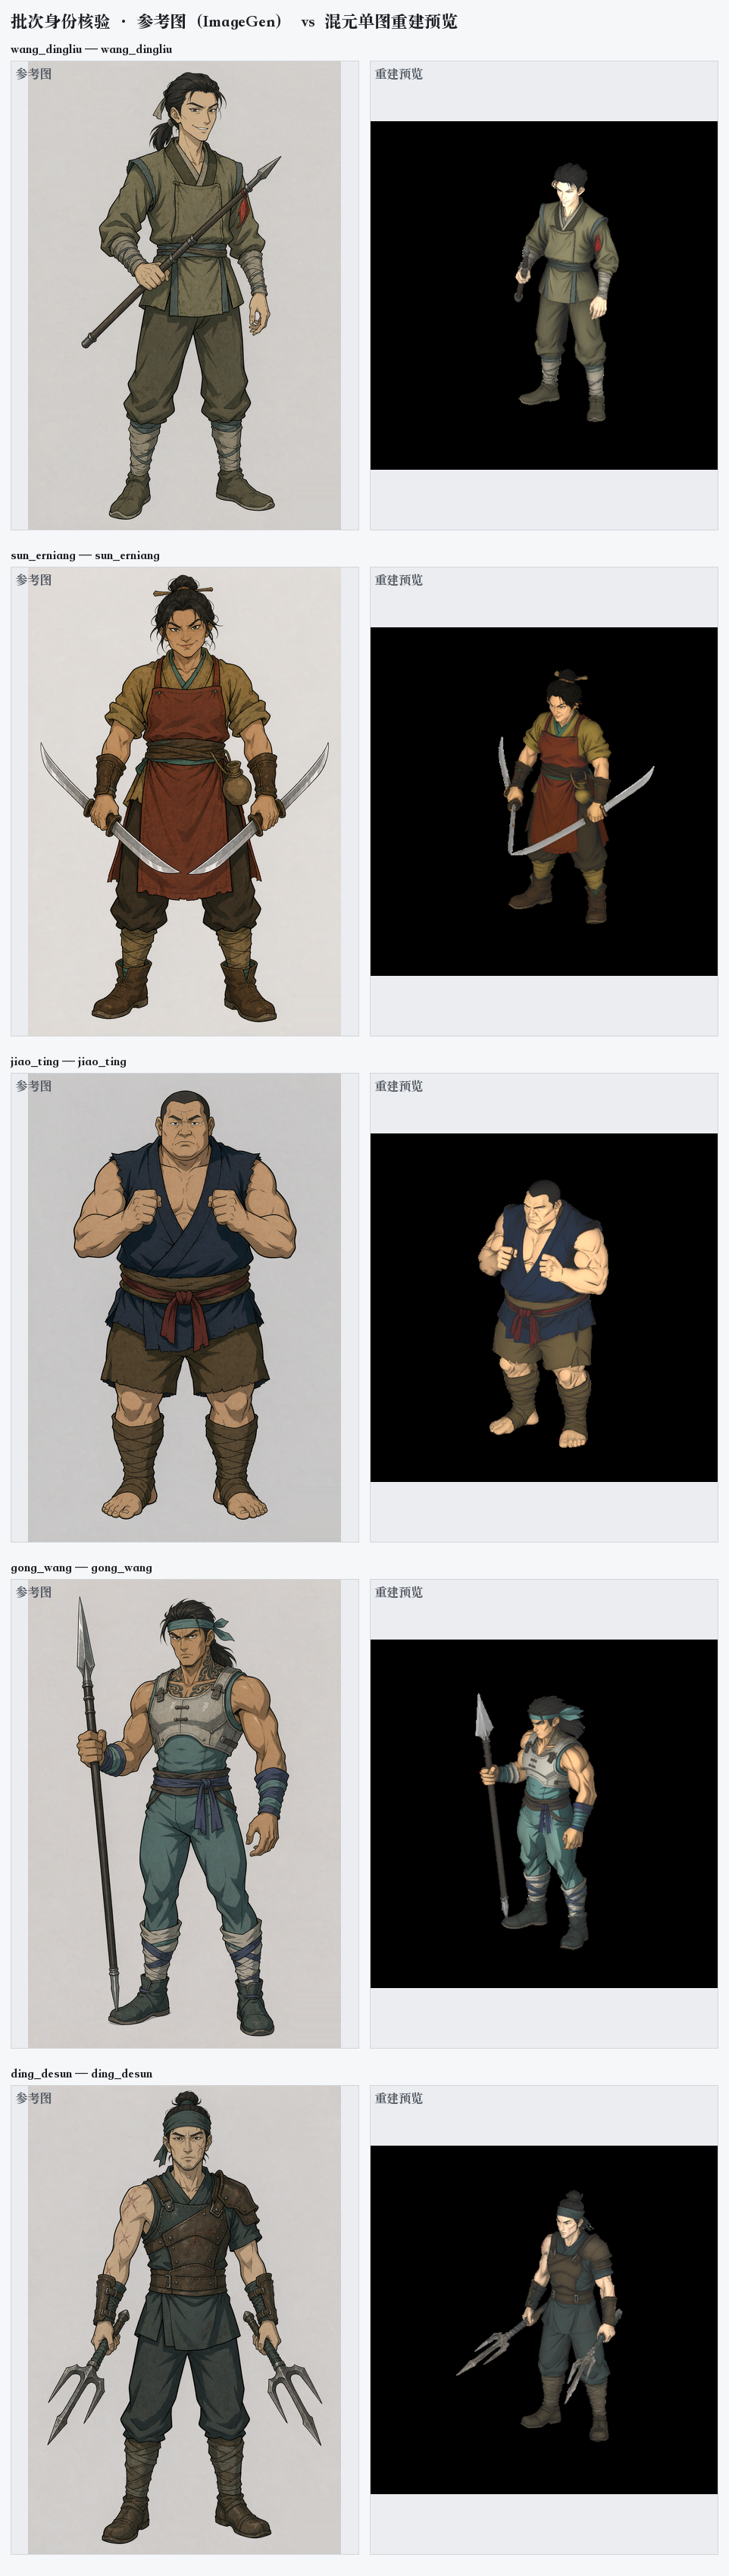 批次身份核验 · 参考图（ImageGen） vs 混元单图重建预览
wang_dingliu — wang_dingliu
参考图
重建预览
sun_erniang — sun_erniang
参考图
重建预览
jiao_ting — jiao_ting
参考图
重建预览
gong_wang — gong_wang
参考图
重建预览
ding_desun — ding_desun
参考图
重建预览